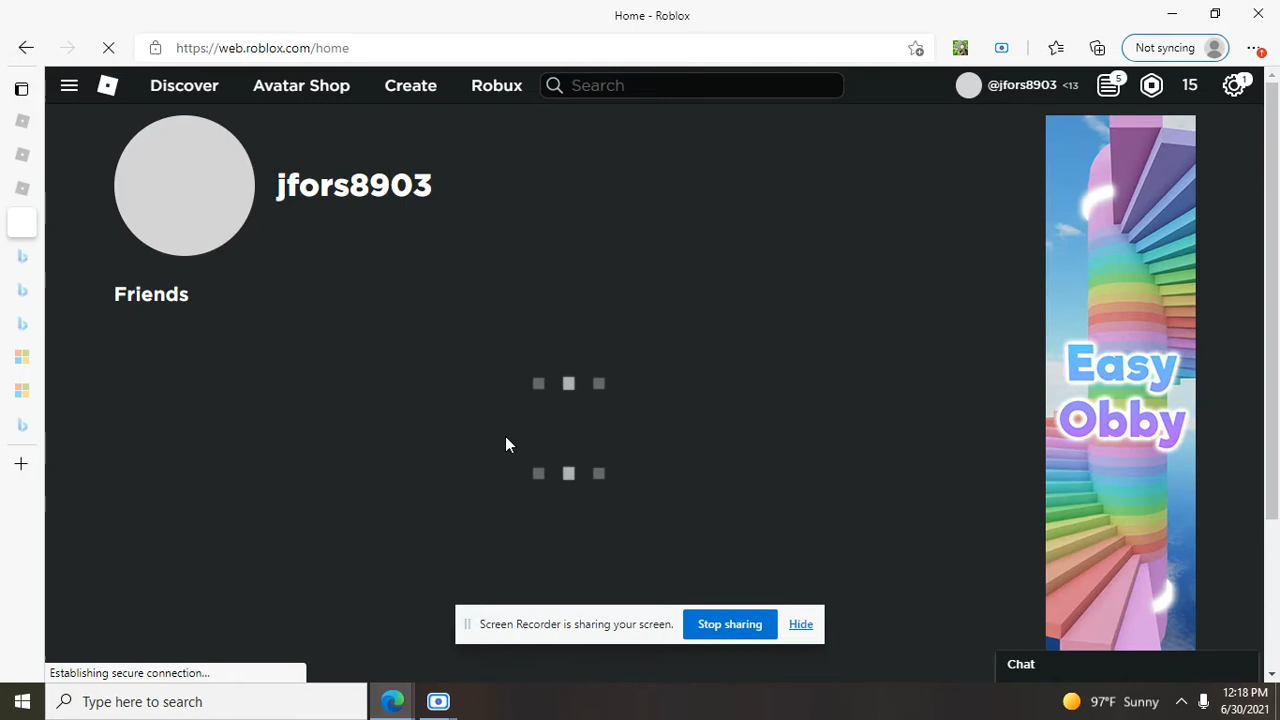 Home - Roblox
https://web.roblox.com/home
Not syncing
Discover
Avatar Shop
Create
Robux
Search
@jfors8903 <13
5
15
1
jfors8903
Friends
Easy
Obby
Screen Recorder is sharing your screen.
Stop sharing
Hide
Establishing secure connection...
Chat
Type here to search
97°F Sunny
12:18 PM
6/30/2021